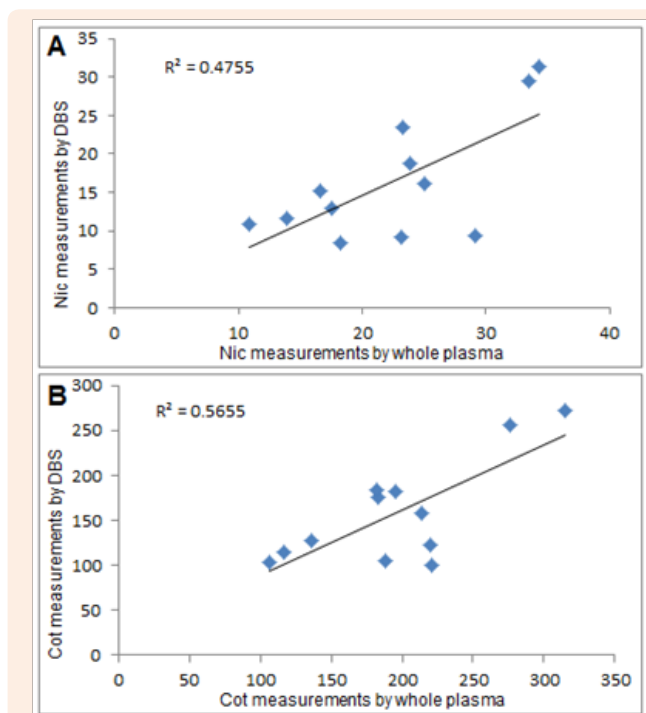 A
R² = 0.4755
Nic measurements by DBS
35
30
25
20
15
10
5
0
0 10 20 30 40
Nic measurements by whole plasma
B
R² = 0.5655
Cot measurements by DBS
300
250
200
150
100
50
0
0 50 100 150 200 250 300 350
Cot measurements by whole plasma